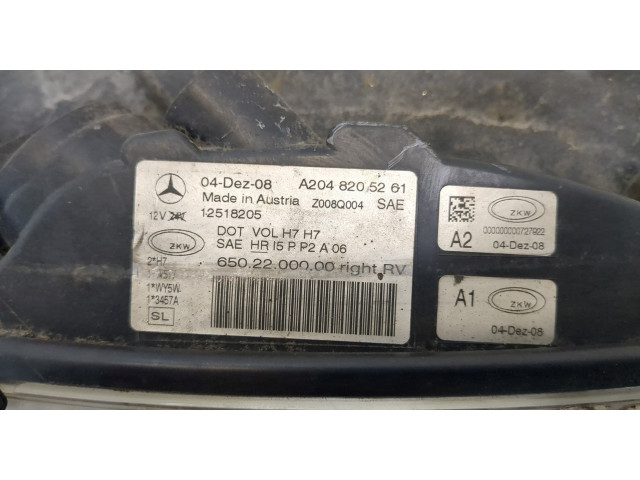 04-Dez-08 A204 820 52 61
Made in Austria Z008Q004 SAE
12V 12518205
ZKW DOT VOL H7 H7
SAE HR I5 P P2 A 06
2*H7 650.22.000.00 right RV
1*WY5W
1*3457A
SL
ZKW
000000000727922
A2 04-Dez-08
A1 ZKW
04-Dez-08